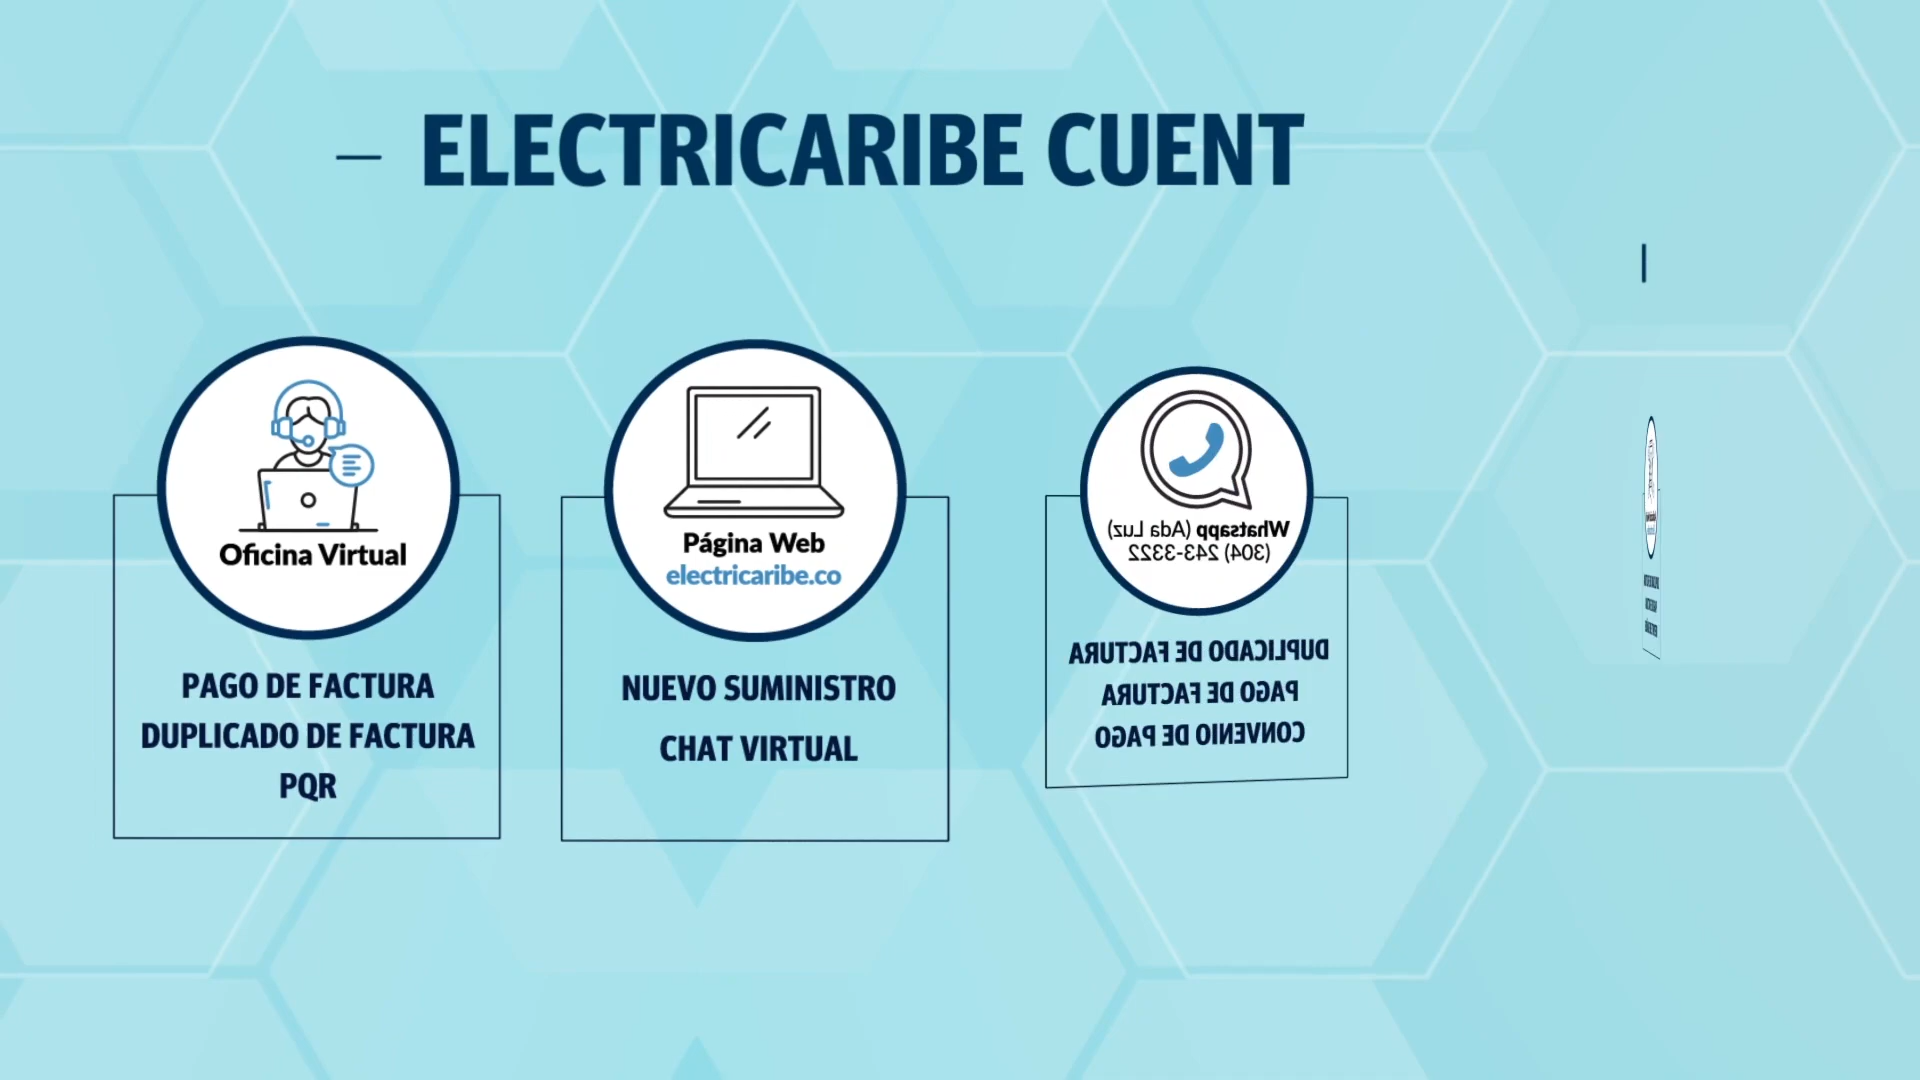 — ELECTRICARIBE CUENT
Oficina Virtual
PAGO DE FACTURA
DUPLICADO DE FACTURA
PQR
Página Web
electricaribe.co
NUEVO SUMINISTRO
CHAT VIRTUAL
Whatsapp (Ada Luz)
(304) 243-3322
DUPLICADO DE FACTURA
PAGO DE FACTURA
CONVENIO DE PAGO